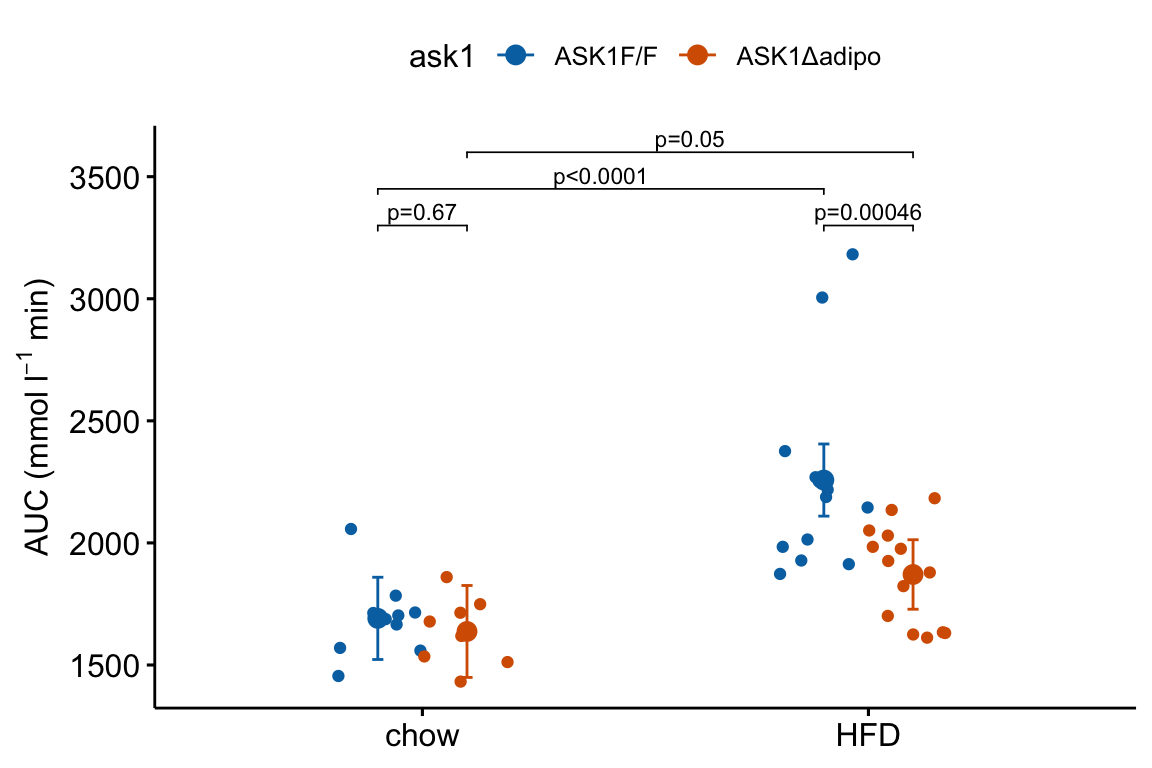 ask1 ASK1F/F ASK1Δadipo
p=0.05
p<0.0001
p=0.67 p=0.00046
3500
3000
2500
2000
1500
AUC (mmol l⁻¹ min)
chow HFD